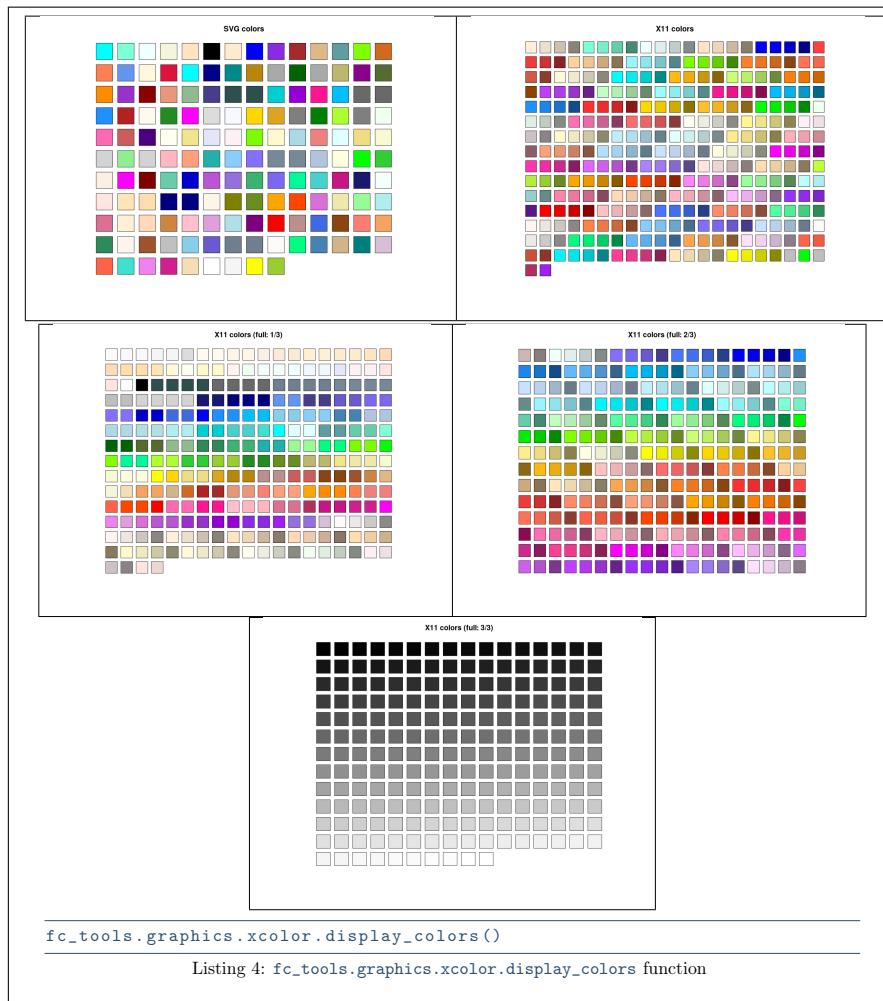 SVG colors
X11 colors
X11 colors (full: 1/3)
X11 colors (full: 2/3)
X11 colors (full: 3/3)
fc_tools.graphics.xcolor.display_colors()
Listing 4: fc_tools.graphics.xcolor.display_colors function